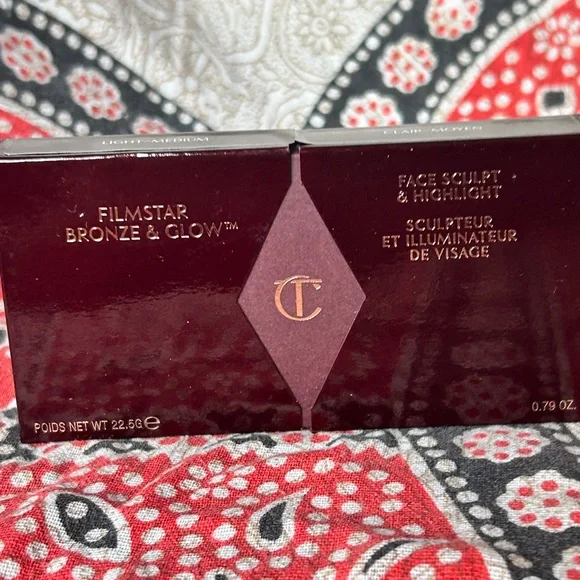 LIGHT-MEDIUM
CLAIR-MOYEN
FILMSTAR
BRONZE & GLOW™
FACE SCULPT
& HIGHLIGHT
SCULPTEUR
ET ILLUMINATEUR
DE VISAGE
CT
POIDS NET WT 22.5G℮
0.79 OZ.